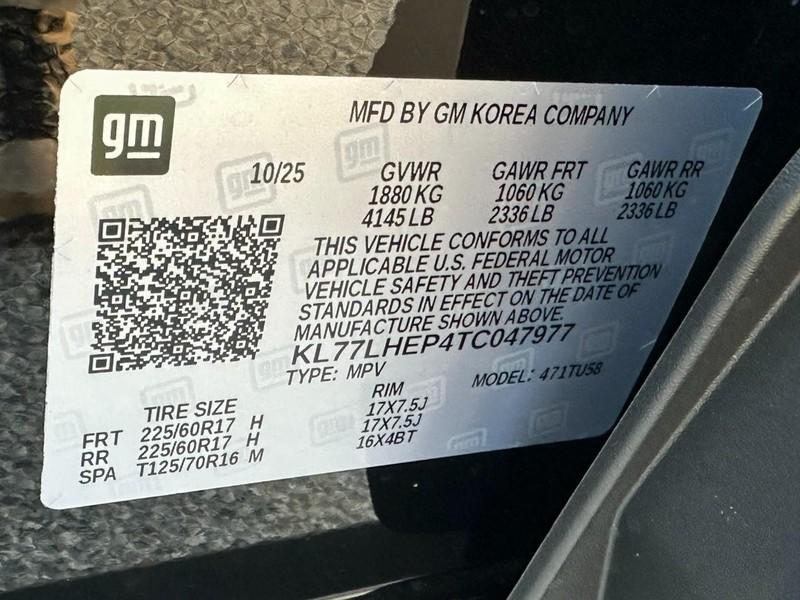 gm
MFD BY GM KOREA COMPANY
10/25 GVWR GAWR FRT GAWR RR
1880 KG 1060 KG 1060 KG
4145 LB 2336 LB 2336 LB
THIS VEHICLE CONFORMS TO ALL
APPLICABLE U.S. FEDERAL MOTOR
VEHICLE SAFETY AND THEFT PREVENTION
STANDARDS IN EFFECT ON THE DATE OF
MANUFACTURE SHOWN ABOVE.
KL77LHEP4TC047977
TYPE: MPV MODEL: 471TU58
TIRE SIZE RIM
FRT 225/60R17 H 17X7.5J
RR 225/60R17 H 17X7.5J
SPA T125/70R16 M 16X4BT